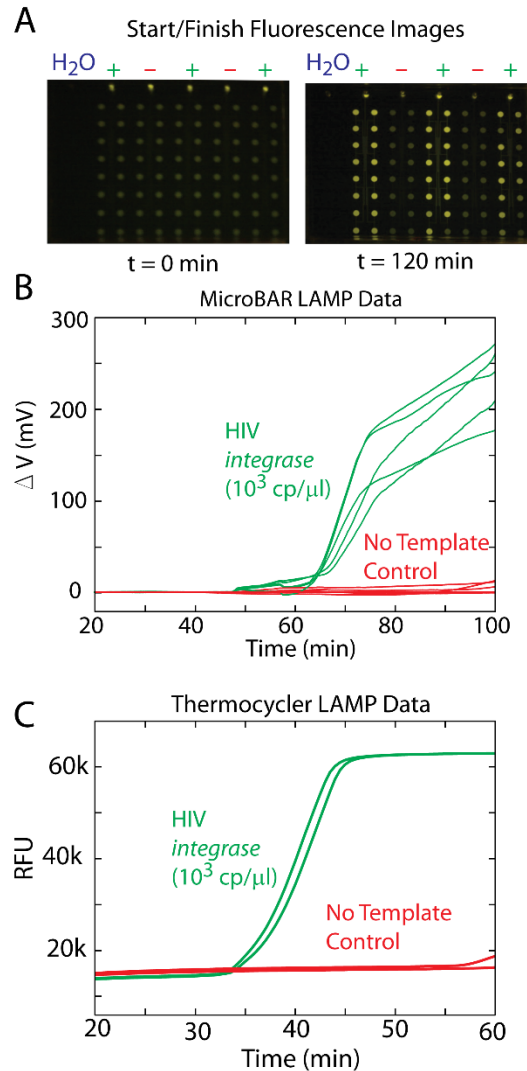 A
Start/Finish Fluorescence Images
H₂O + − + − + H₂O + − + − +
t = 0 min t = 120 min
B
MicroBAR LAMP Data
300
200
100
0
Δ V (mV)
HIV
integrase
(10³ cp/μl)
No Template
Control
20 40 60 80 100
Time (min)
C
Thermocycler LAMP Data
60k
40k
20k
RFU
HIV
integrase
(10³ cp/μl)
No Template
Control
20 30 40 50 60
Time (min)